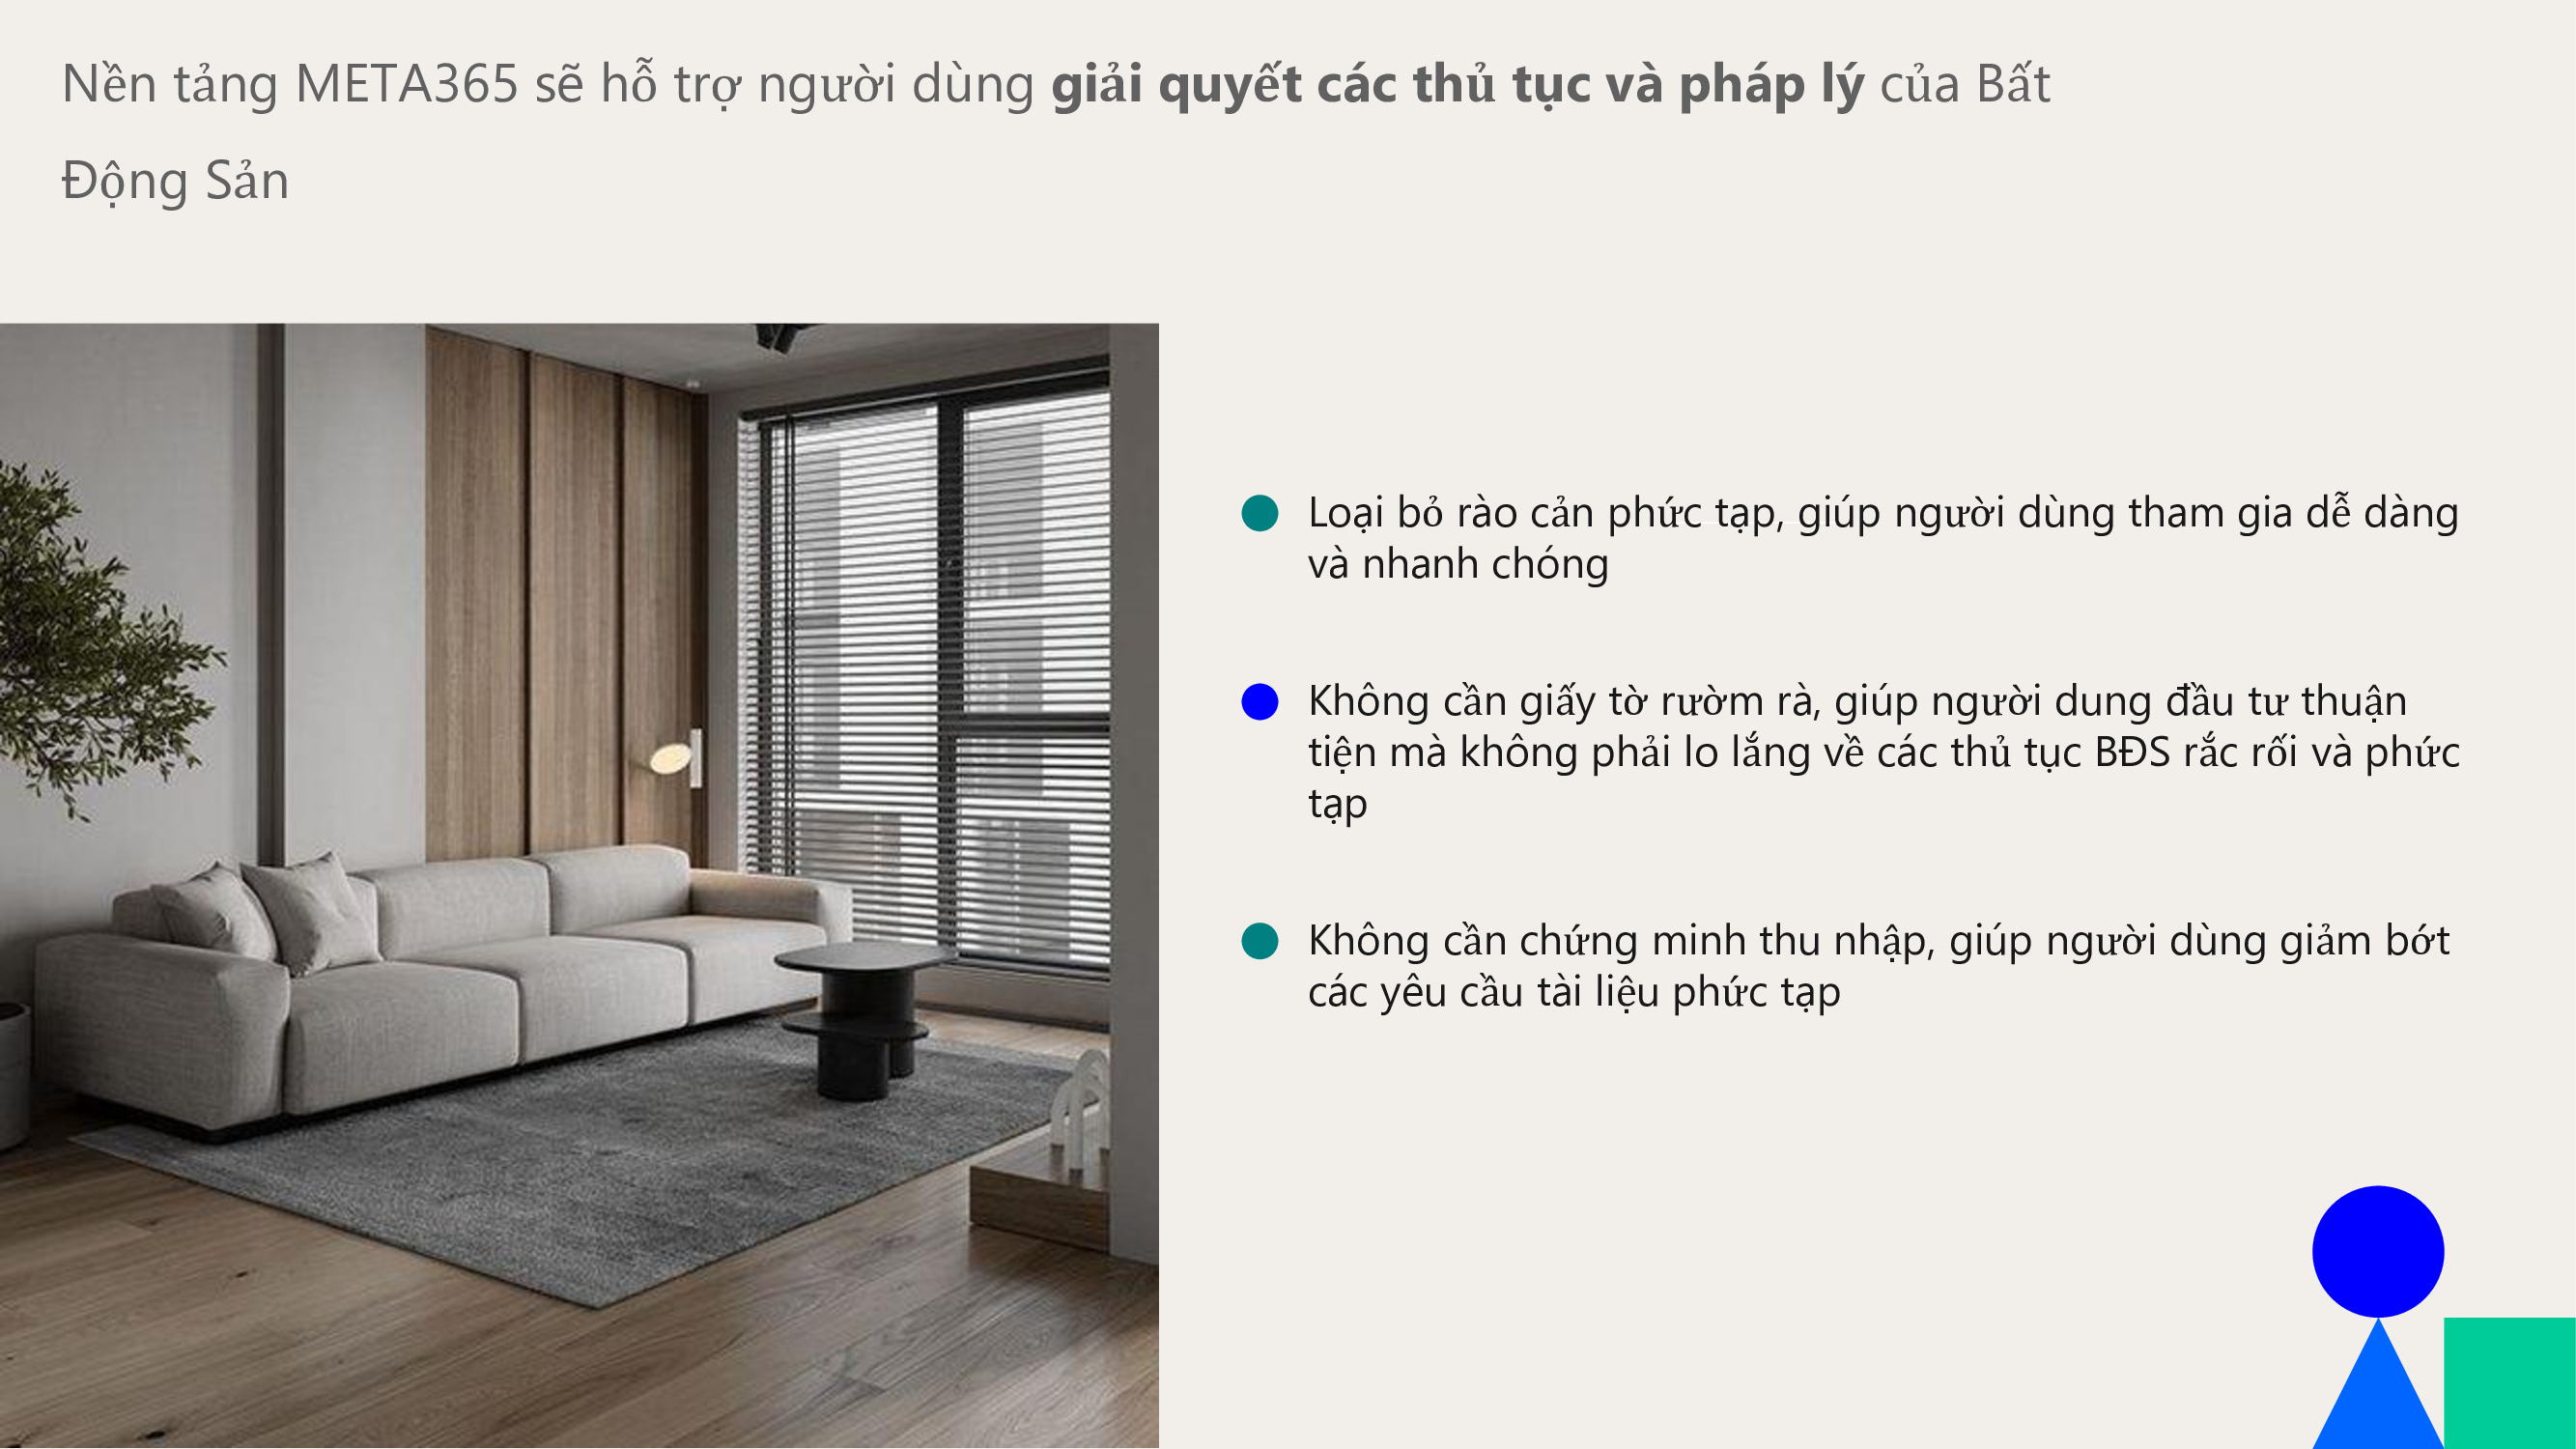 Nền tảng META365 sẽ hỗ trợ người dùng giải quyết các thủ tục và pháp lý của Bất
Động Sản
Loại bỏ rào cản phức tạp, giúp người dùng tham gia dễ dàng
và nhanh chóng
Không cần giấy tờ rườm rà, giúp người dung đầu tư thuận
tiện mà không phải lo lắng về các thủ tục BĐS rắc rối và phức
tạp
Không cần chứng minh thu nhập, giúp người dùng giảm bớt
các yêu cầu tài liệu phức tạp